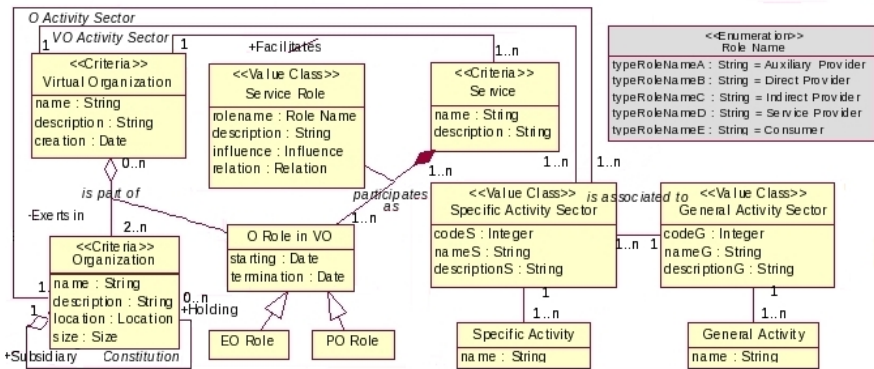 O Activity Sector
VO Activity Sector
1
1
+Facilitates
1..n
<<Criteria>>
Virtual Organization
name : String
description : String
creation : Date
<<Value Class>>
Service Role
rolename : Role Name
description : String
influence : Influence
relation : Relation
<<Criteria>>
Service
name : String
description : String
<<Enumeration>>
Role Name
typeRoleNameA : String = Auxiliary Provider
typeRoleNameB : String = Direct Provider
typeRoleNameC : String = Indirect Provider
typeRoleNameD : String = Service Provider
typeRoleNameE : String = Consumer
0..n
is part of
1..n
participates
as
1..n
1..n
1..n
-Exerts in
2..n
O Role in VO
starting : Date
termination : Date
<<Value Class>>
Specific Activity Sector
codeS : Integer
nameS : String
descriptionS : String
is associated to
1..n
1
<<Value Class>>
General Activity Sector
codeG : Integer
nameG : String
descriptionG : String
<<Criteria>>
Organization
name : String
description : String
location : Location
size : Size
0..n
+Holding
1
+Subsidiary
Constitution
EO Role
PO Role
1
1..n
Specific Activity
name : String
1
1..n
General Activity
name : String